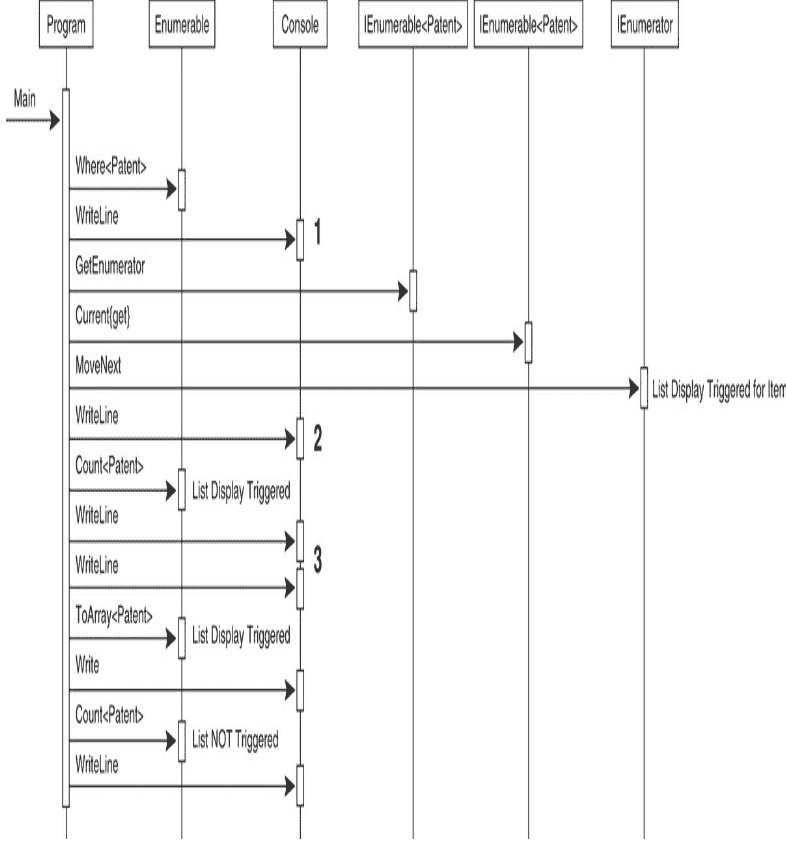 Program
Enumerable
Console
IEnumerable<Patent>
IEnumerable<Patent>
IEnumerator
Main
Where<Patent>
WriteLine
1
GetEnumerator
Current{get}
MoveNext
List Display Triggered for Item
WriteLine
2
Count<Patent>
List Display Triggered
WriteLine
3
WriteLine
ToArray<Patent>
List Display Triggered
Write
Count<Patent>
List NOT Triggered
WriteLine